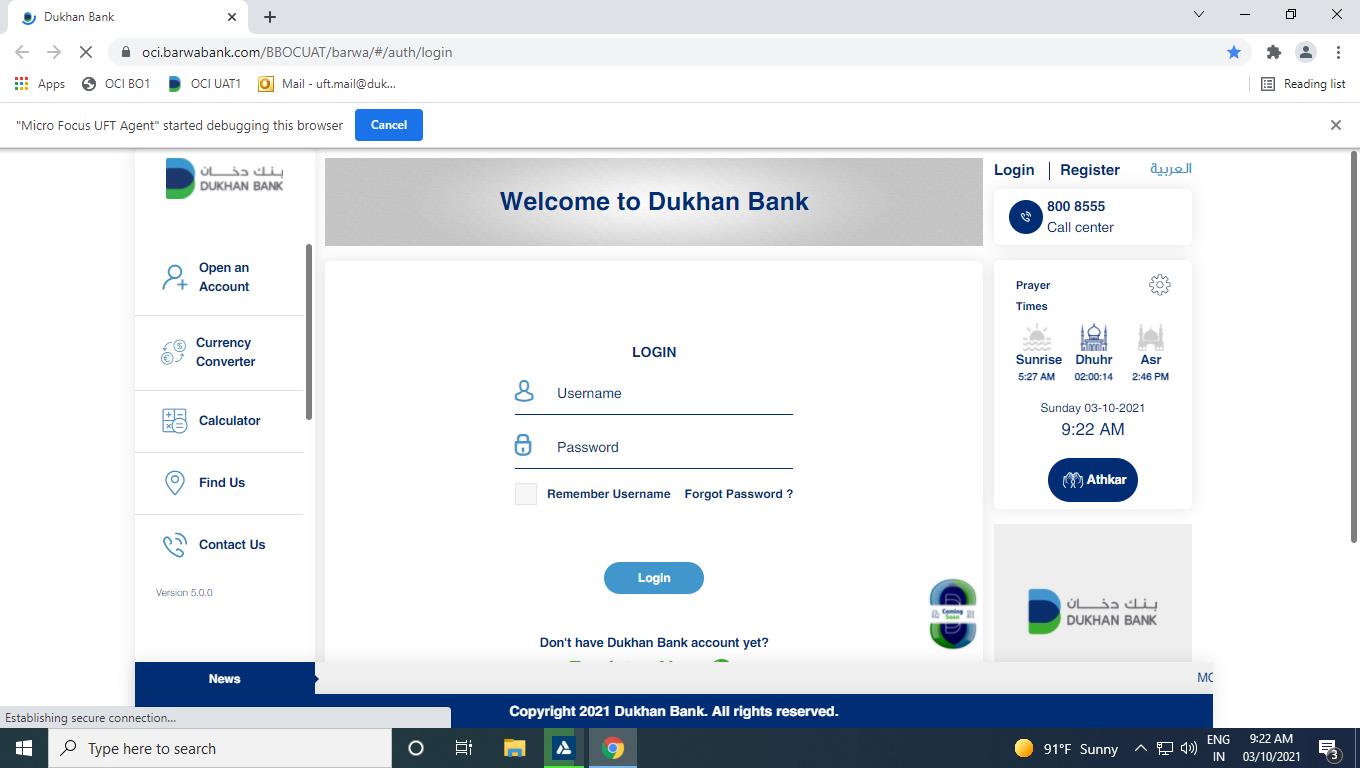 Dukhan Bank
oci.barwabank.com/BBOCUAT/barwa/#/auth/login
Apps OCI BO1 OCI UAT1 Mail - uft.mail@duk... Reading list
"Micro Focus UFT Agent" started debugging this browser Cancel
بنك دخان
DUKHAN BANK
Welcome to Dukhan Bank
Login Register العربية
800 8555
Call center
Open an
Account
Currency
Converter
Calculator
Find Us
Contact Us
Version 5.0.0
LOGIN
Username
Password
Remember Username Forgot Password ?
Login
Coming
Soon
Don't have Dukhan Bank account yet?
Prayer
Times
Sunrise Dhuhr Asr
5:27 AM 02:00:14 2:46 PM
Sunday 03-10-2021
9:22 AM
Athkar
بنك دخان
DUKHAN BANK
News
Copyright 2021 Dukhan Bank. All rights reserved.
Establishing secure connection...
Type here to search
91°F Sunny
ENG
IN
9:22 AM
03/10/2021
3